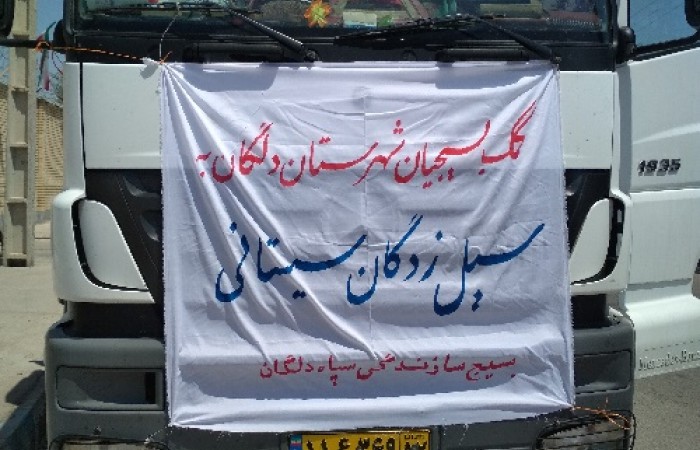 کمک بسیجیان شهرستان دلگان به
سیل زدگان سیستانی
بسیج سازندگی سپاه دلگان
1835